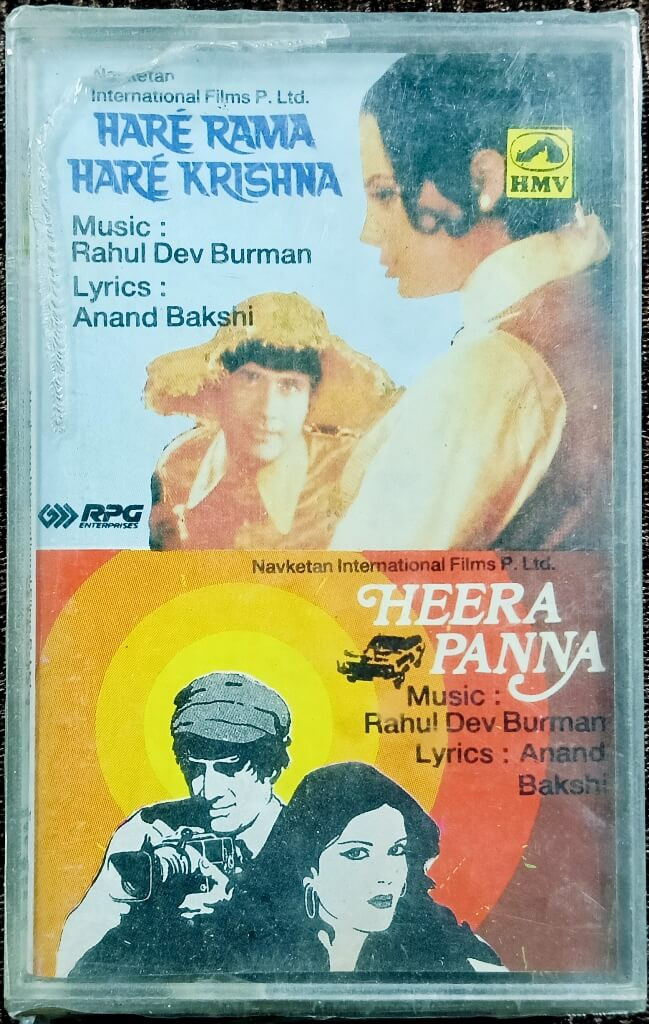 Navketan
International Films P. Ltd.
HARÉ RAMA
HARÉ KRISHNA
HMV
Music :
Rahul Dev Burman
Lyrics :
Anand Bakshi
RPG
ENTERPRISES
Navketan International Films P. Ltd.
HEERA
PANNA
Music :
Rahul Dev Burman
Lyrics : Anand
Bakshi